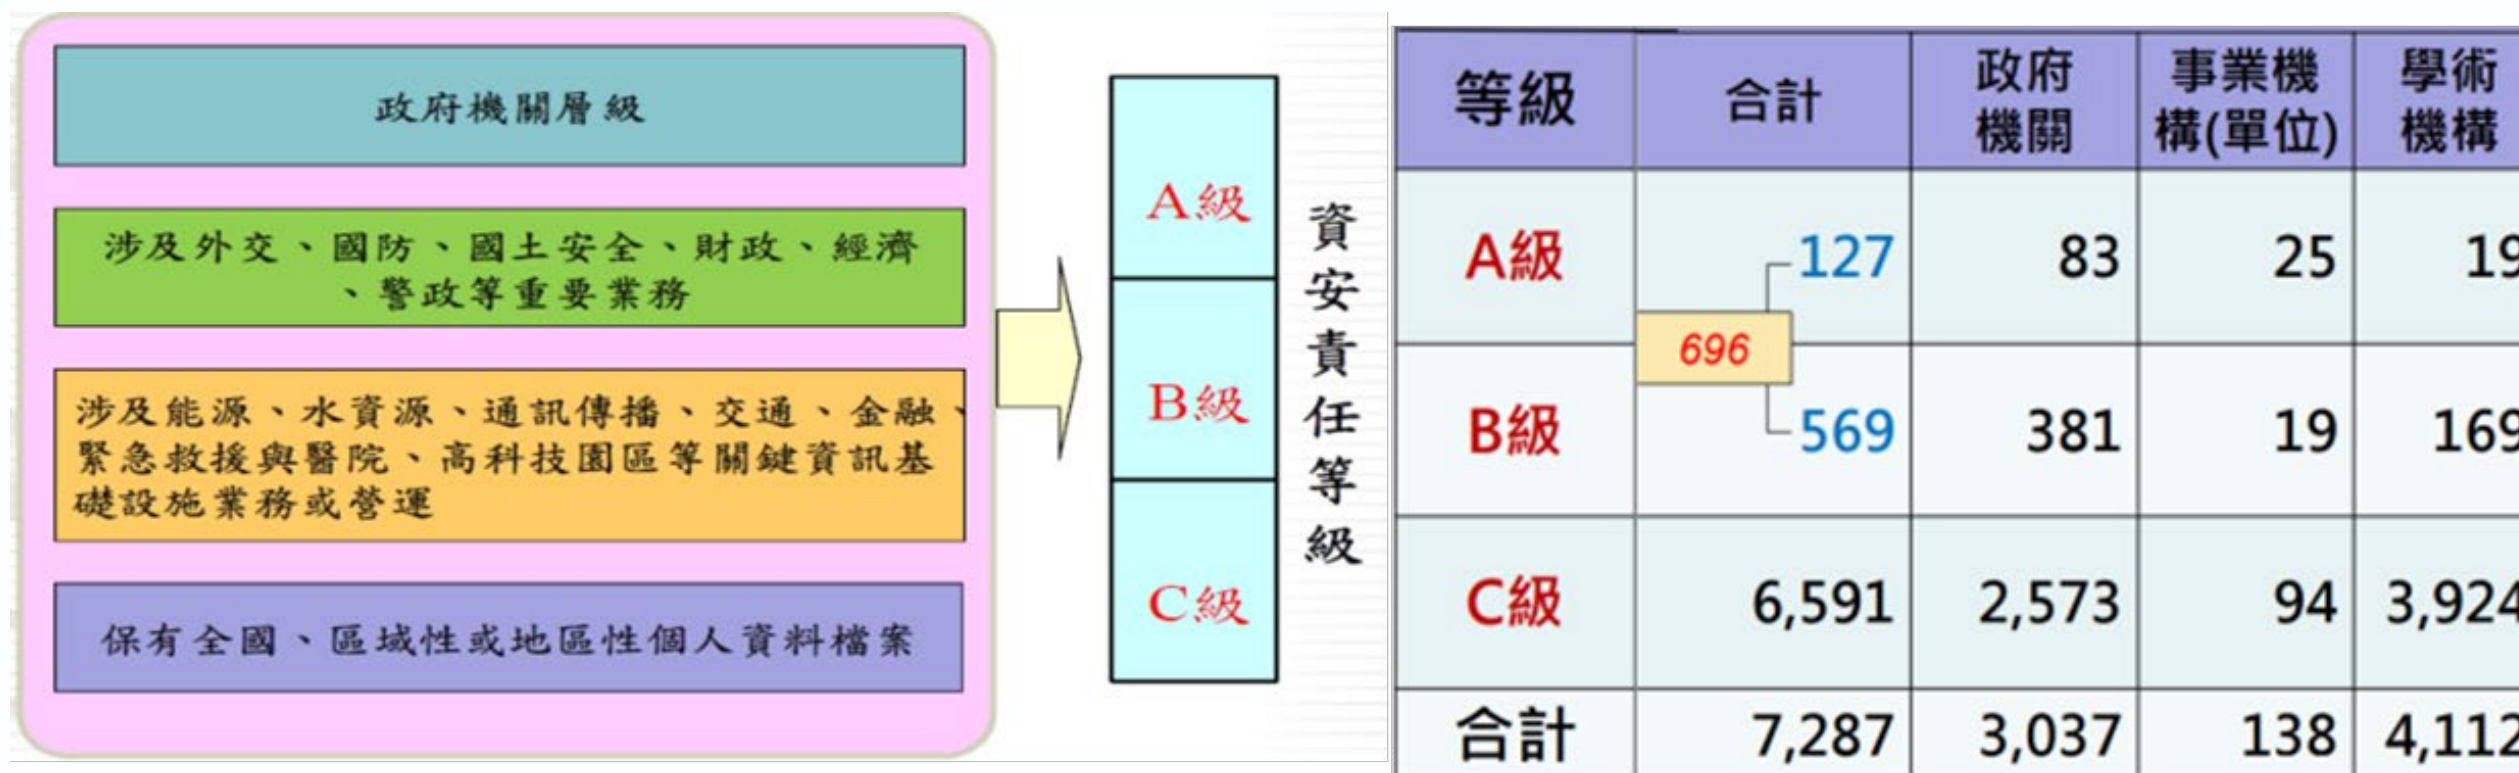 政府機關層級
涉及外交、國防、國土安全、財政、經濟
、警政等重要業務
涉及能源、水資源、通訊傳播、交通、金融、
緊急救援與醫院、高科技園區等關鍵資訊基
礎設施業務或營運
保有全國、區域性或地區性個人資料檔案
A級
B級
C級
資安責任等級
等級 合計 政府機關 事業機構(單位) 學術機構
A級 127 83 25 19
696
B級 569 381 19 169
C級 6,591 2,573 94 3,924
合計 7,287 3,037 138 4,112